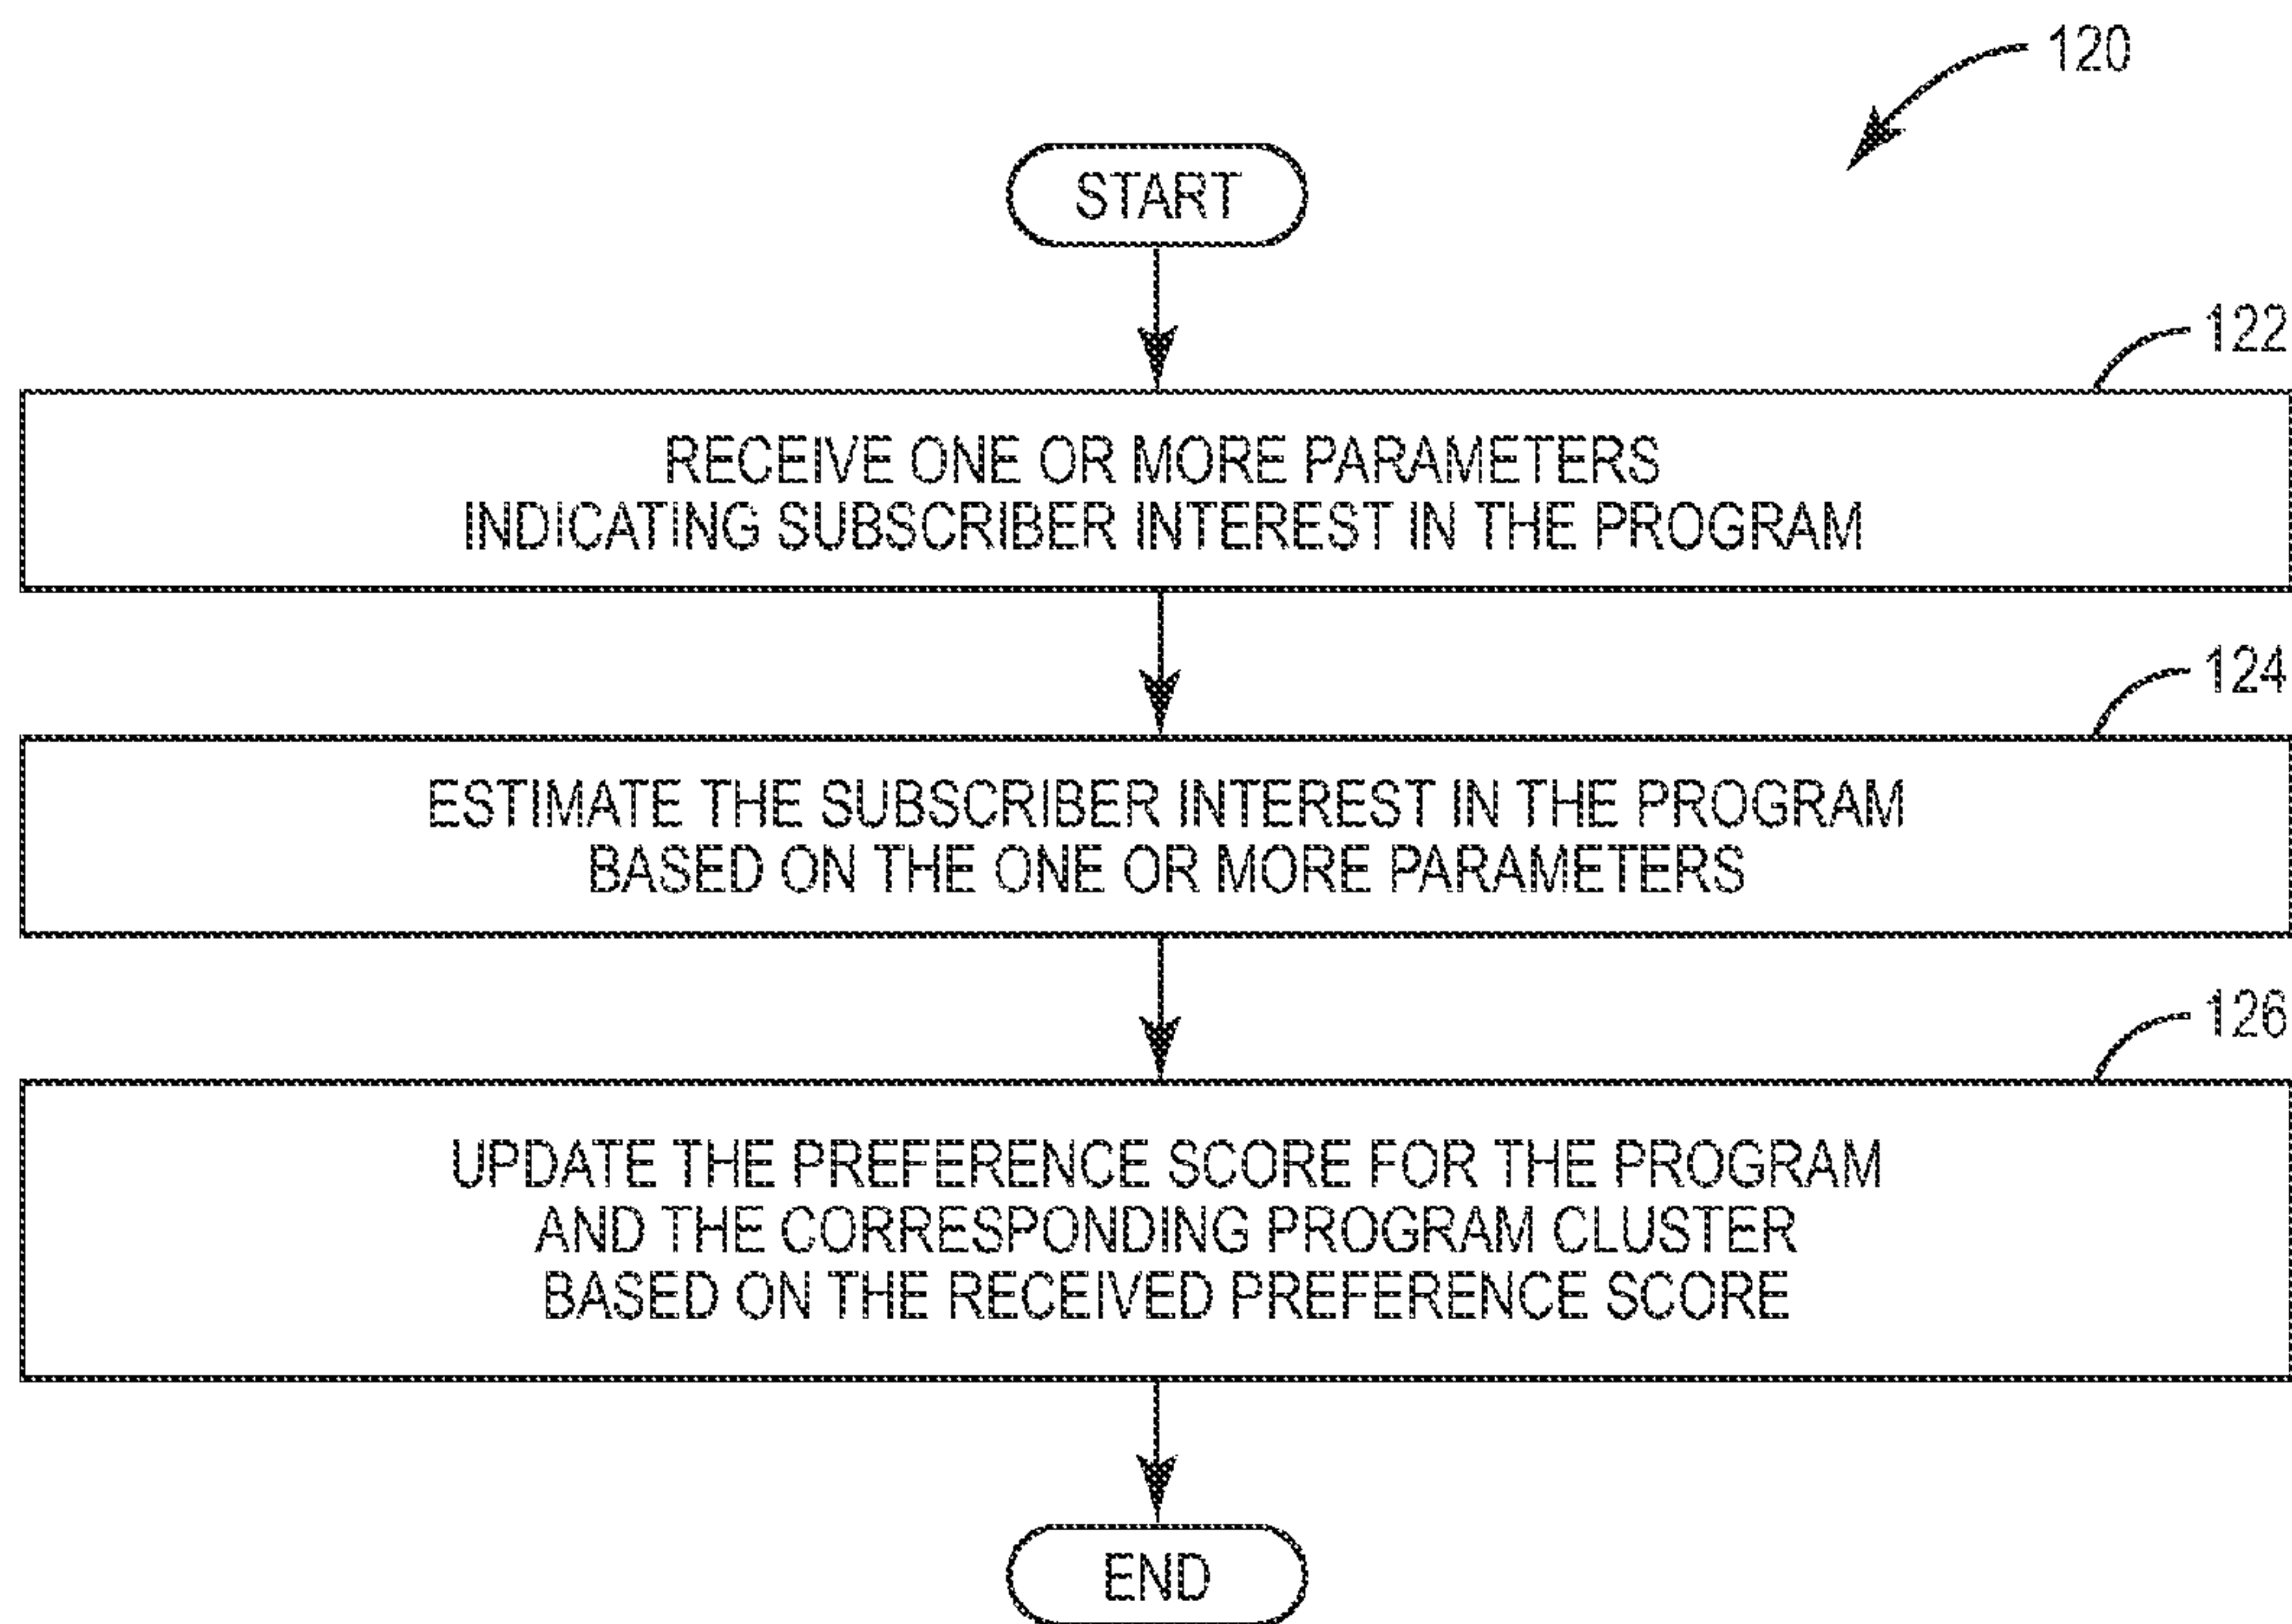 120
START
122
RECEIVE ONE OR MORE PARAMETERS
INDICATING SUBSCRIBER INTEREST IN THE PROGRAM
124
ESTIMATE THE SUBSCRIBER INTEREST IN THE PROGRAM
BASED ON THE ONE OR MORE PARAMETERS
126
UPDATE THE PREFERENCE SCORE FOR THE PROGRAM
AND THE CORRESPONDING PROGRAM CLUSTER
BASED ON THE RECEIVED PREFERENCE SCORE
END